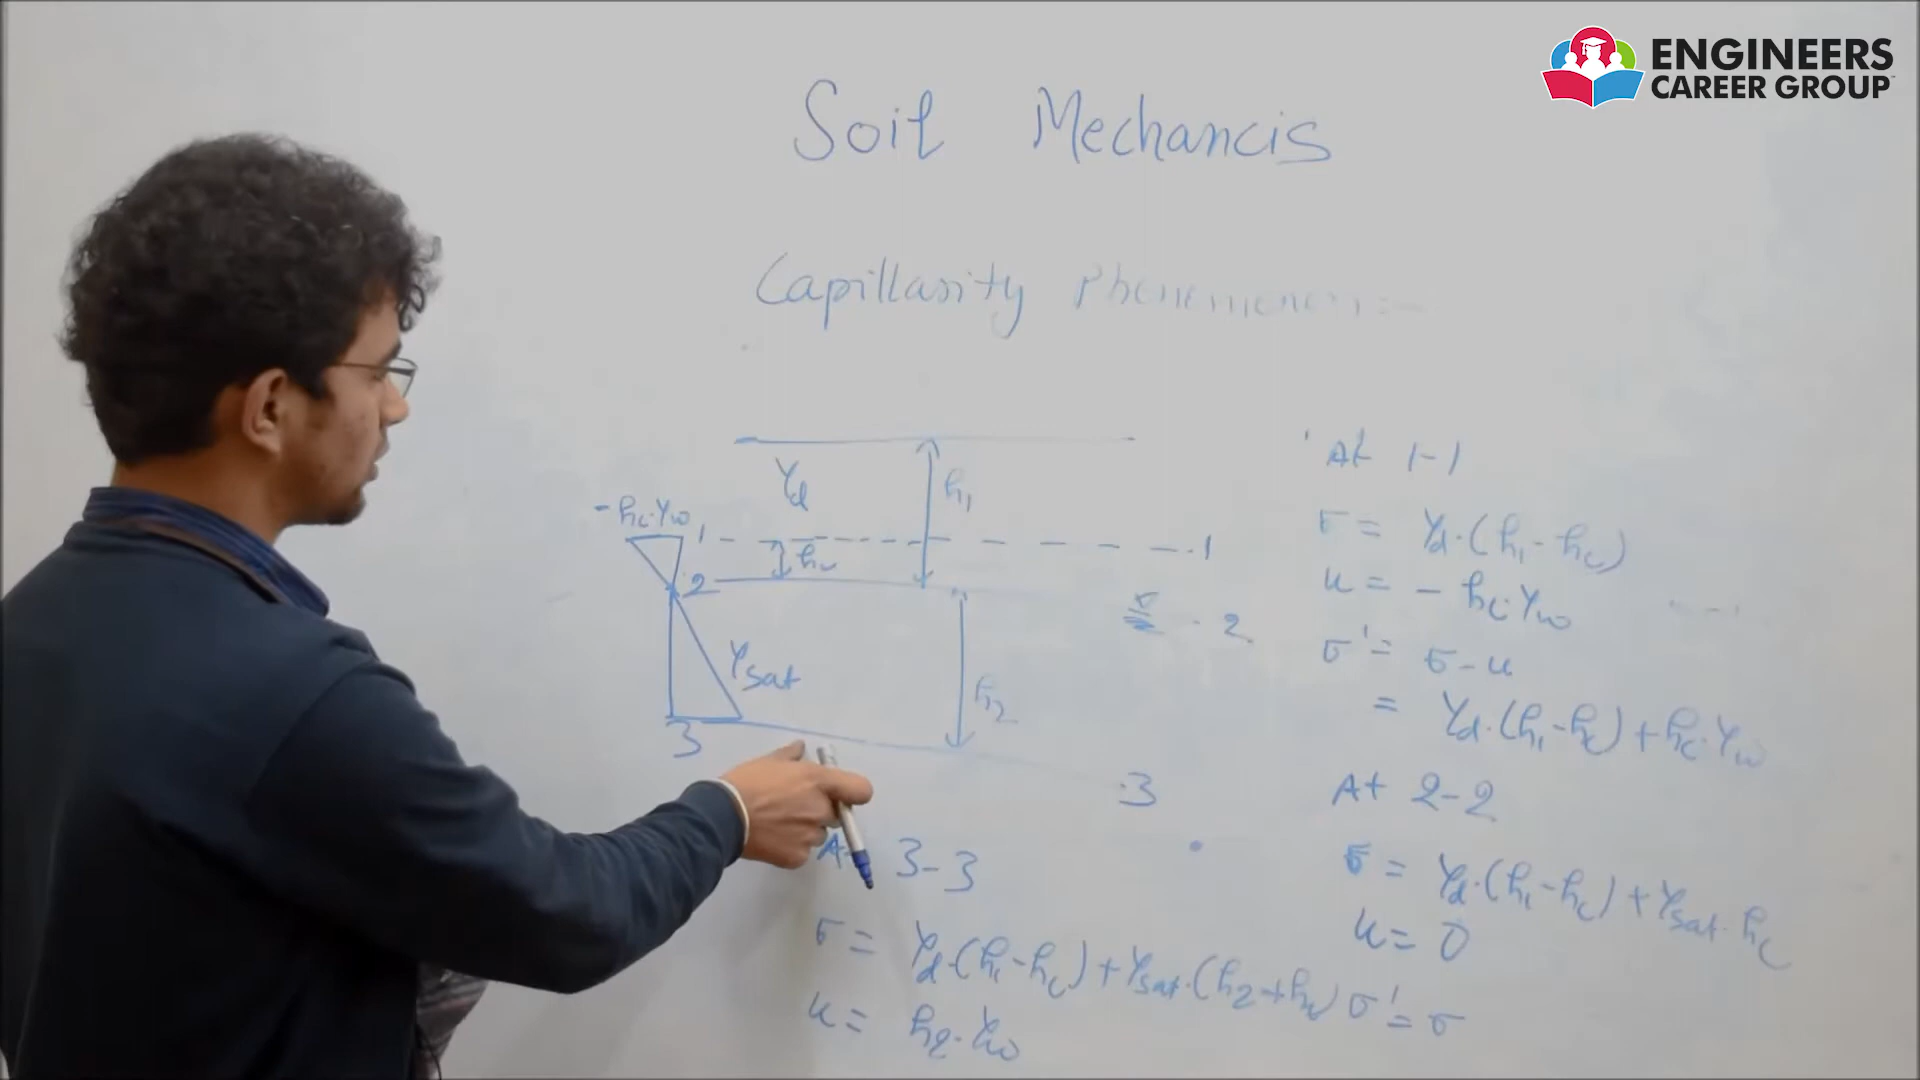 ENGINEERS
CAREER GROUP
Soil Mechancis
Capillarity Phenomenon :-
γd
h₁
-hc.γw
1
hc
1
2
2
γsat
h₂
3
3
At 1-1
σ = γd.(h₁-hc)
u = - hc.γw
σ' = σ-u
= γd.(h₁-hc)+hc.γw
At 2-2
σ = γd.(h₁-hc)+γsat.hc
u = 0
σ' = σ
3-3
σ = γd.(h₁-hc)+γsat.(h₂+hc)
u = h₂.γw